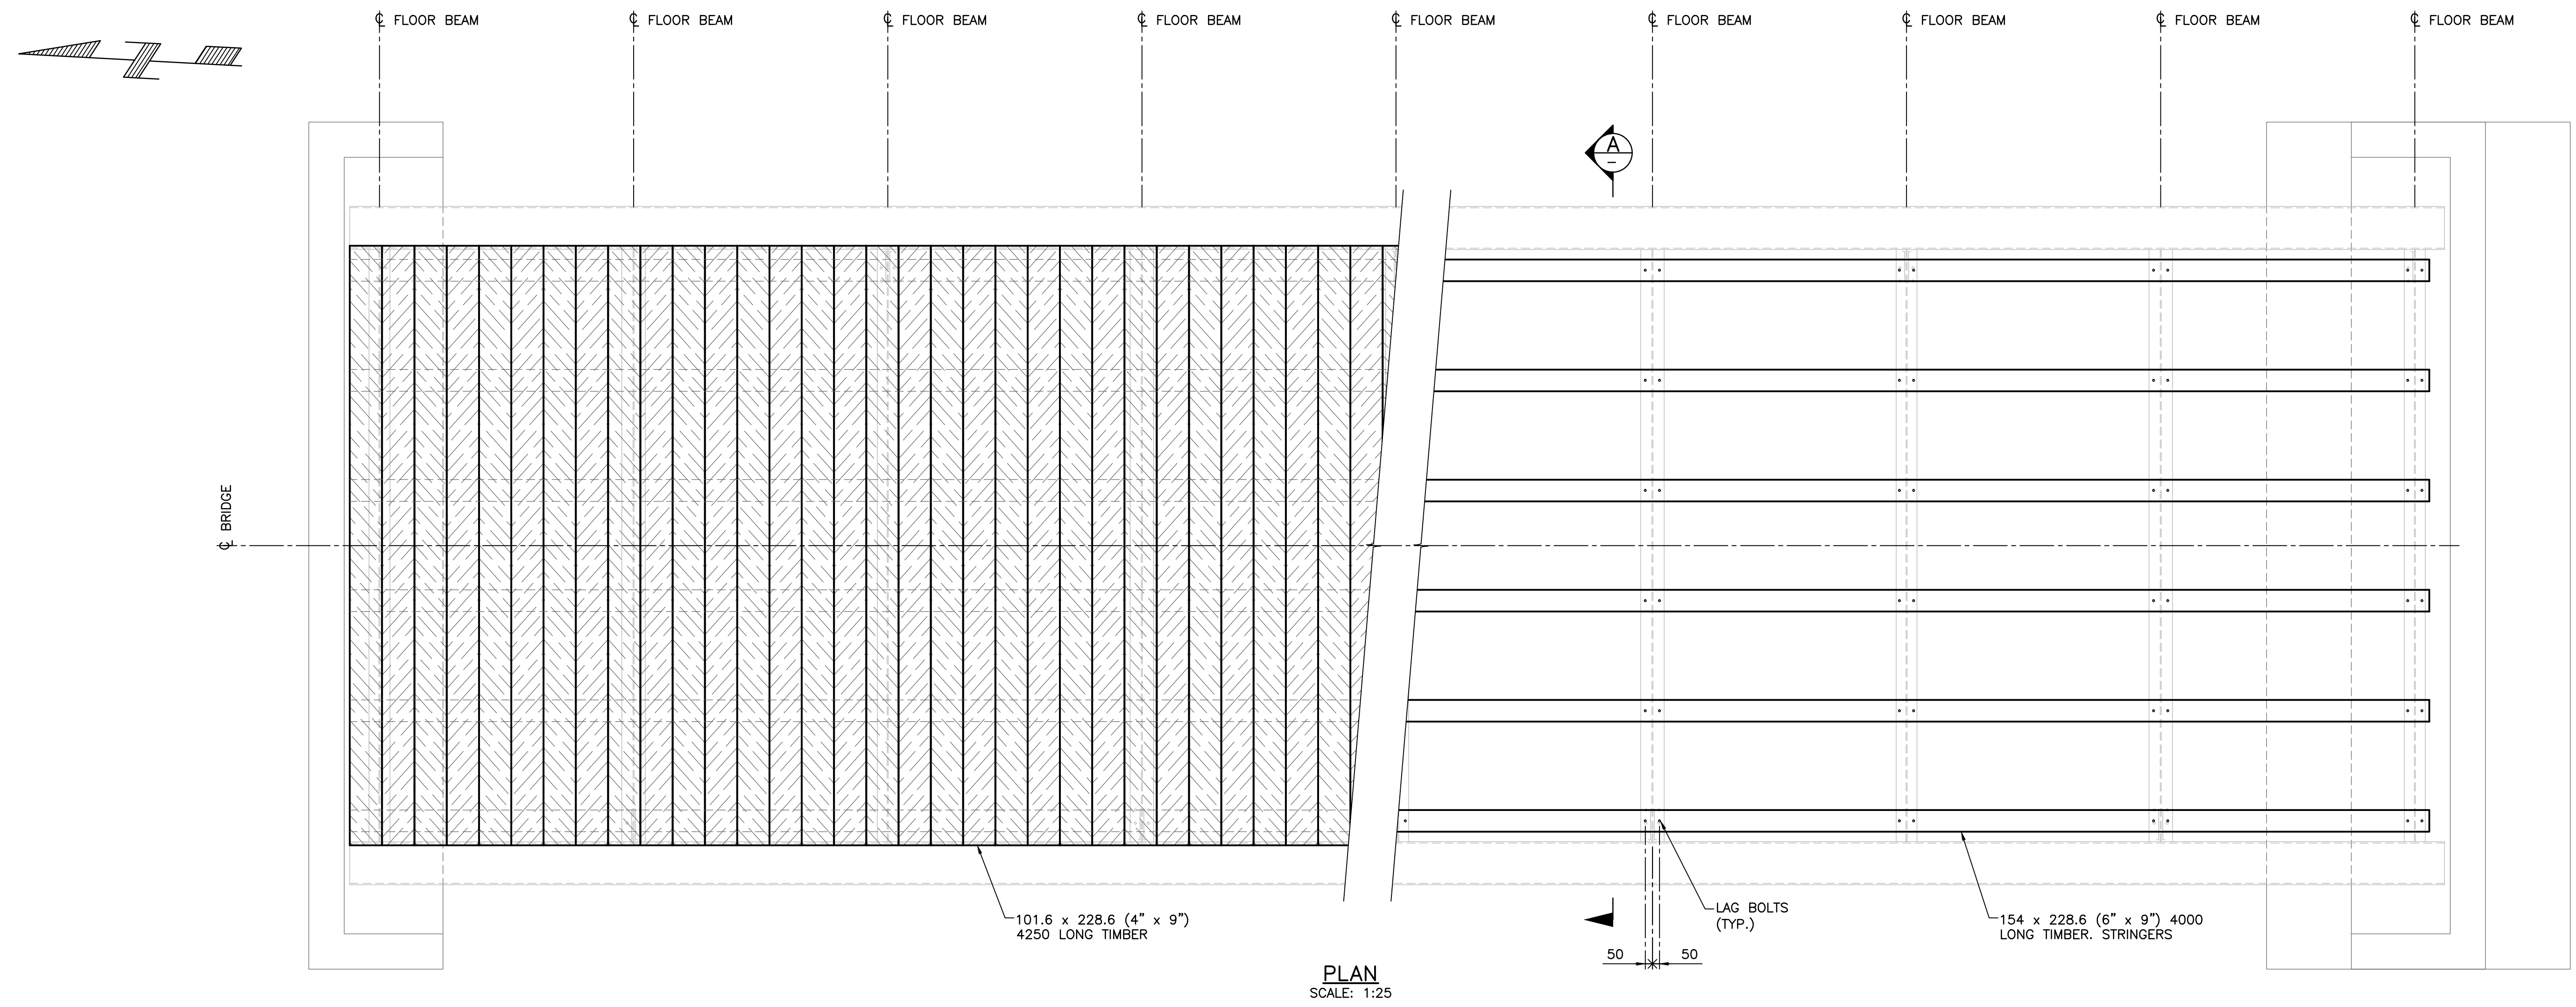 ℄ FLOOR BEAM
℄ FLOOR BEAM
℄ FLOOR BEAM
℄ FLOOR BEAM
℄ FLOOR BEAM
℄ FLOOR BEAM
℄ FLOOR BEAM
℄ FLOOR BEAM
℄ FLOOR BEAM
Z
A
–
℄ BRIDGE
101.6 x 228.6 (4" x 9")
4250 LONG TIMBER
LAG BOLTS
(TYP.)
154 x 228.6 (6" x 9") 4000
LONG TIMBER. STRINGERS
50
50
PLAN
SCALE: 1:25